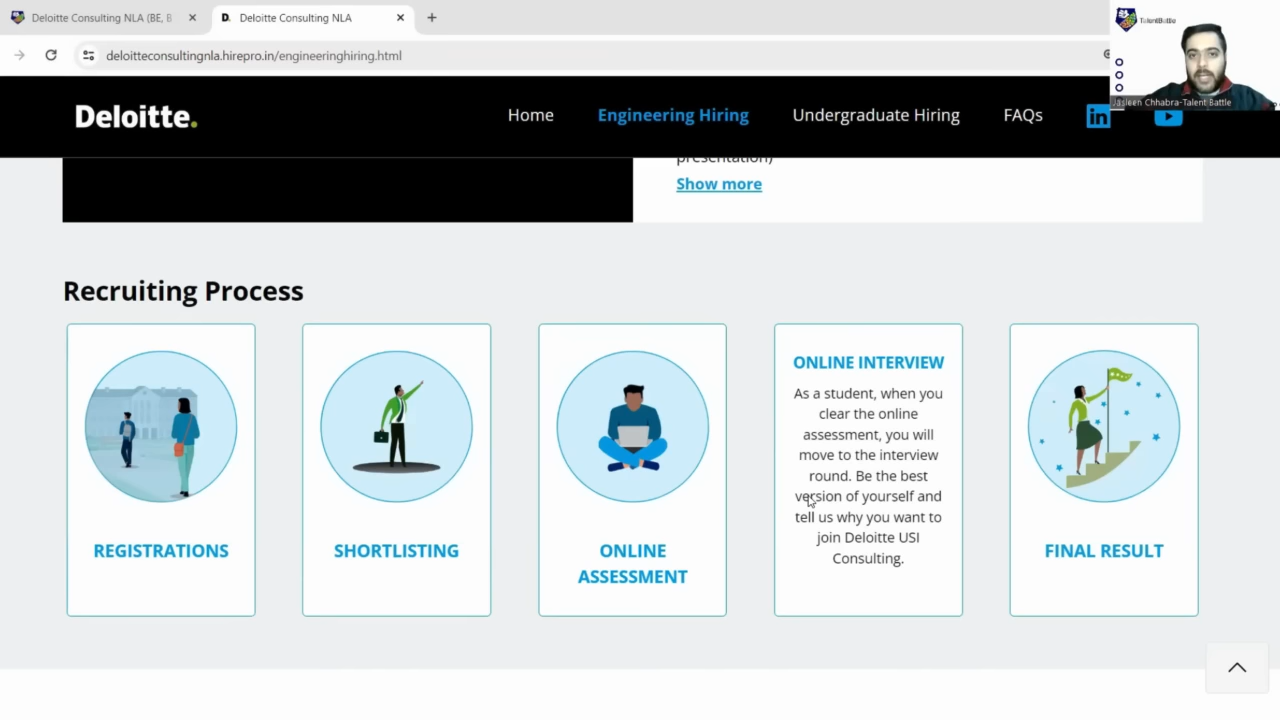 Deloitte Consulting NLA (BE, B
Deloitte Consulting NLA
deloitteconsultingnla.hirepro.in/engineeringhiring.html
TalentBattle
Jasleen Chhabra-Talent Battle
Deloitte.
Home
Engineering Hiring
Undergraduate Hiring
FAQs
in
presentation)
Show more
Recruiting Process
REGISTRATIONS
SHORTLISTING
ONLINE
ASSESSMENT
ONLINE INTERVIEW
As a student, when you
clear the online
assessment, you will
move to the interview
round. Be the best
version of yourself and
tell us why you want to
join Deloitte USI
Consulting.
FINAL RESULT